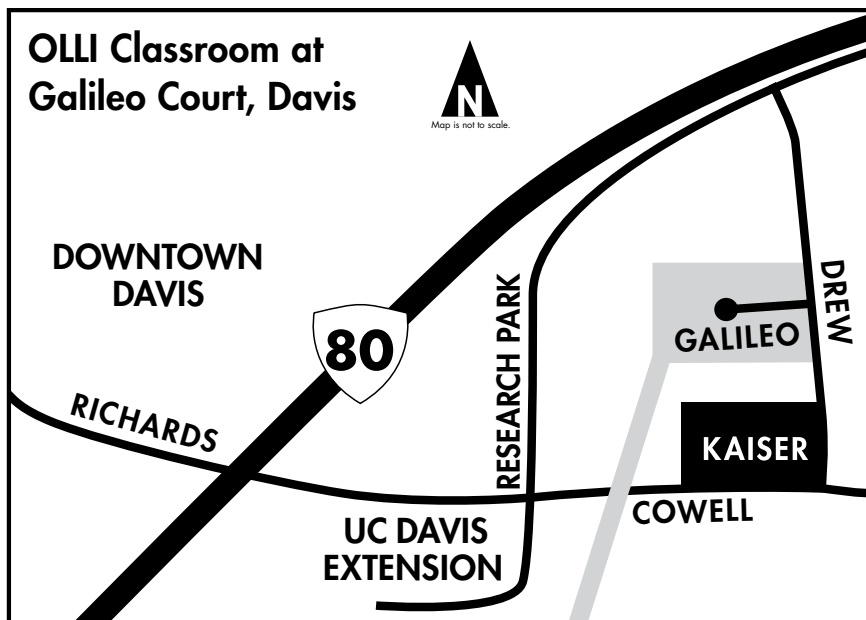 OLLI Classroom at
Galileo Court, Davis
N
Map is not to scale.
DOWNTOWN
DAVIS
80
RICHARDS
RESEARCH PARK
DREW
GALILEO
KAISER
COWELL
UC DAVIS
EXTENSION